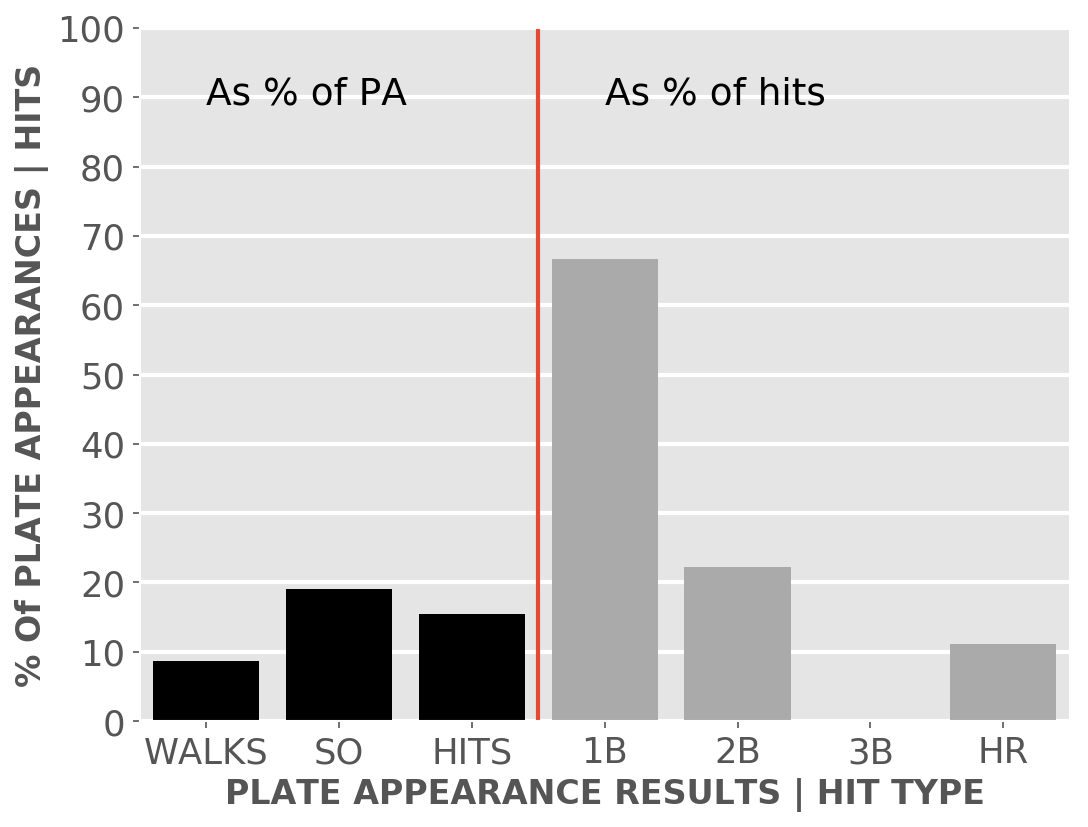 % Of PLATE APPEARANCES | HITS
100
90
80
70
60
50
40
30
20
10
0
As % of PA
As % of hits
WALKS SO HITS 1B 2B 3B HR
PLATE APPEARANCE RESULTS | HIT TYPE